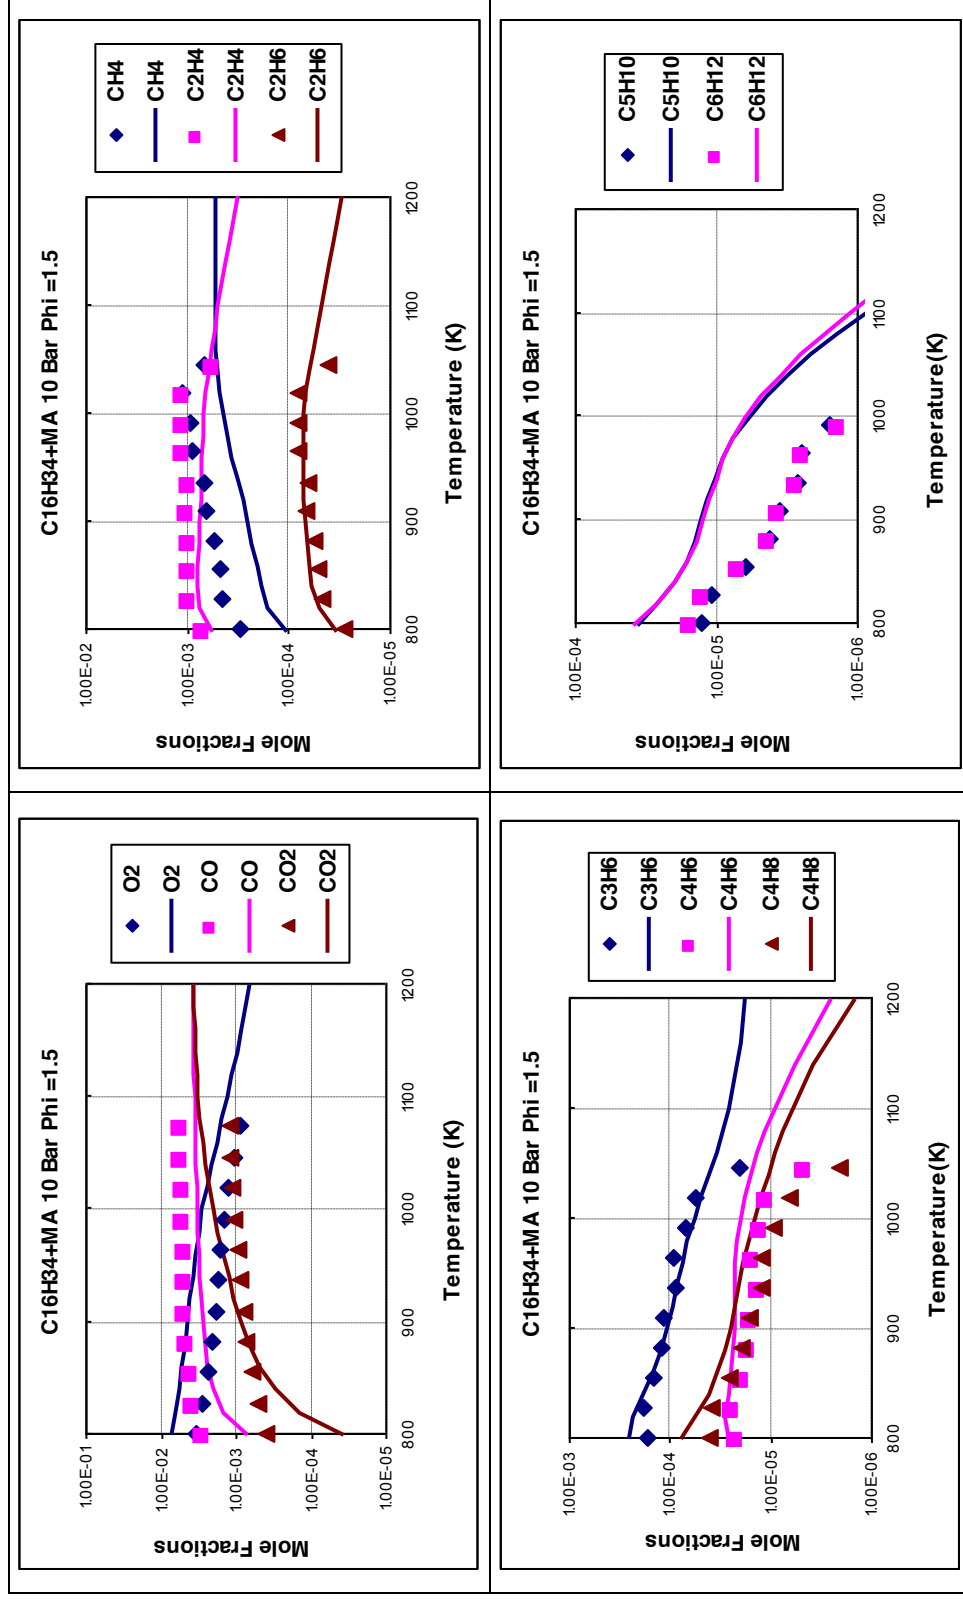 C16H34+MA 10 Bar Phi =1.5
1.00E-01
1.00E-02
1.00E-03
1.00E-04
1.00E-05
800
900
1000
1100
1200
Temperature (K)
Mole Fractions
O2
O2
CO
CO
CO2
CO2
C16H34+MA 10 Bar Phi =1.5
1.00E-02
1.00E-03
1.00E-04
1.00E-05
800
900
1000
1100
1200
Temperature (K)
Mole Fractions
CH4
CH4
C2H4
C2H4
C2H6
C2H6
C16H34+MA 10 Bar Phi =1.5
1.00E-03
1.00E-04
1.00E-05
1.00E-06
800
900
1000
1100
1200
Temperature(K)
Mole Fractions
C3H6
C3H6
C4H6
C4H6
C4H8
C4H8
C16H34+MA 10 Bar Phi =1.5
1.00E-04
1.00E-05
1.00E-06
800
900
1000
1100
1200
Temperature(K)
Mole Fractions
C5H10
C5H10
C6H12
C6H12